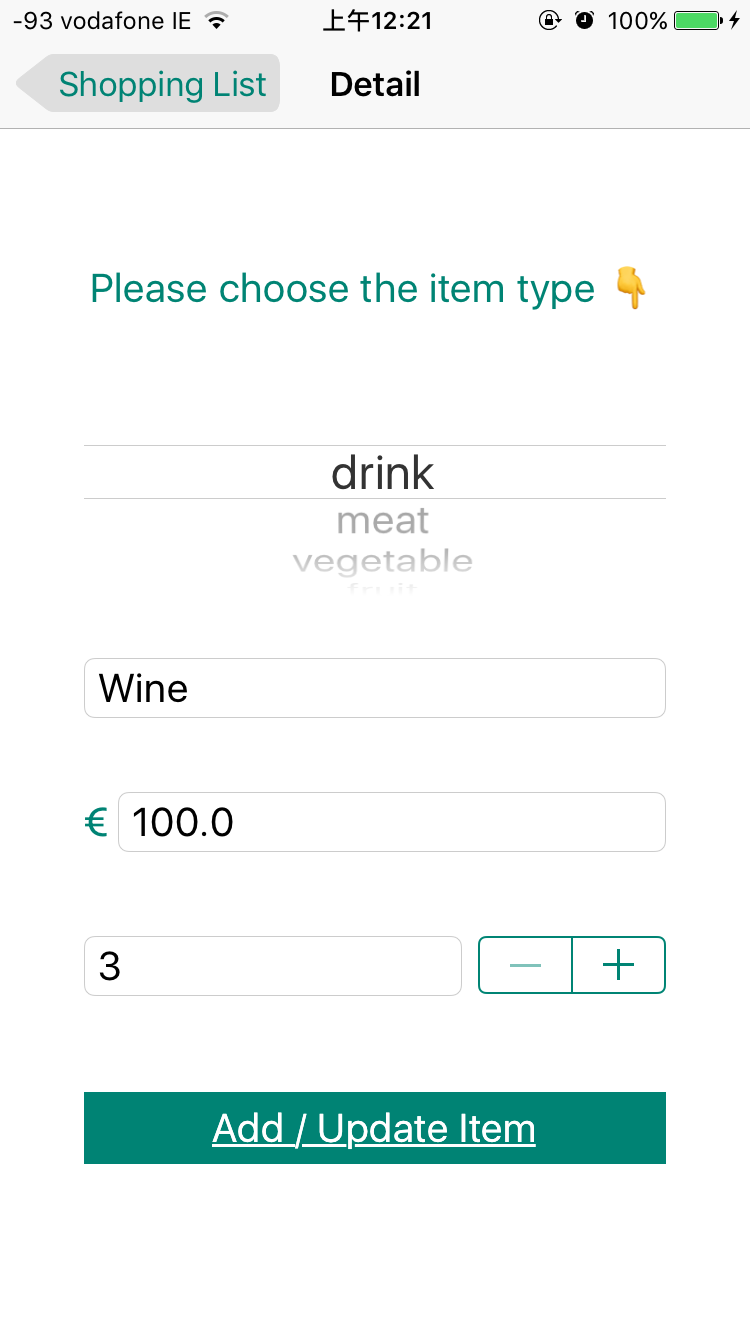 -93 vodafone IE 上午12:21 100%
Shopping List Detail
Please choose the item type 👇
drink
meat
vegetable
fruit
Wine
€ 100.0
3 — +
Add / Update Item